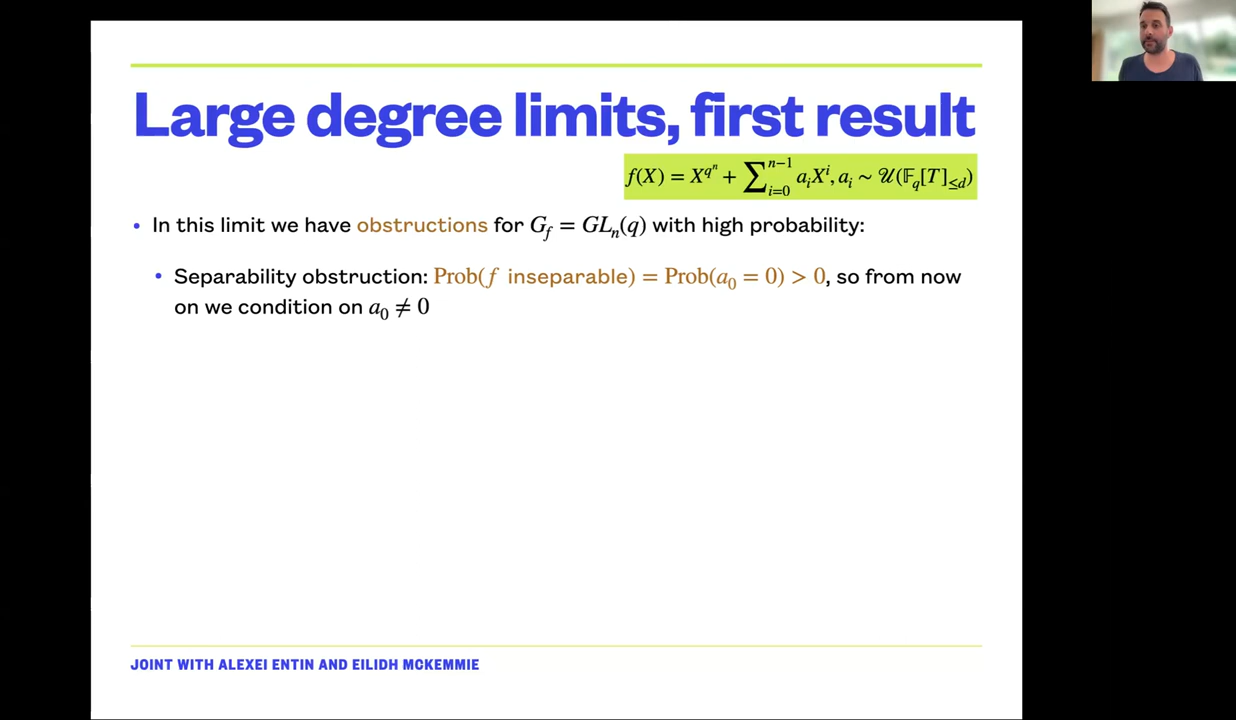 Large degree limits, first result
f(X) = X^{q^n} + ∑_{i=0}^{n−1} a_i X^i, a_i ∼ 𝒰(𝔽_q[T]_{≤d})
• In this limit we have obstructions for G_f = GL_n(q) with high probability:
• Separability obstruction: Prob(f inseparable) = Prob(a_0 = 0) > 0, so from now
on we condition on a_0 ≠ 0
JOINT WITH ALEXEI ENTIN AND EILIDH MCKEMMIE